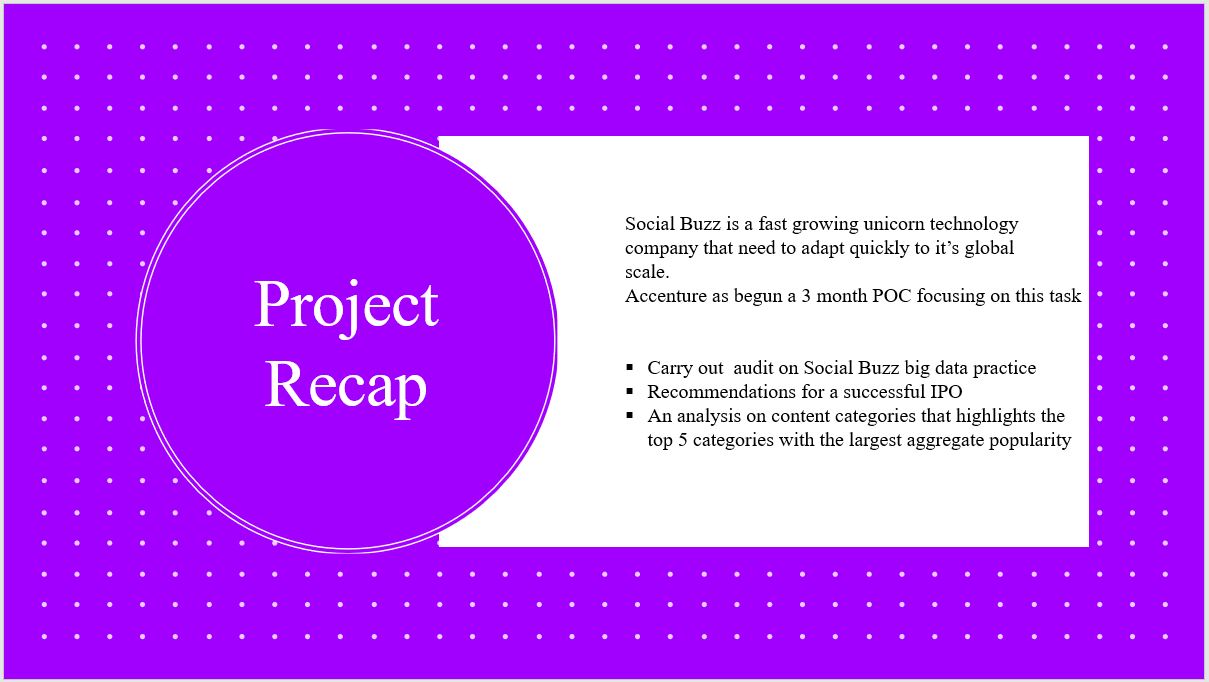 Project
Recap
Social Buzz is a fast growing unicorn technology
company that need to adapt quickly to it’s global
scale.
Accenture as begun a 3 month POC focusing on this task
▪ Carry out  audit on Social Buzz big data practice
▪ Recommendations for a successful IPO
▪ An analysis on content categories that highlights the
top 5 categories with the largest aggregate popularity